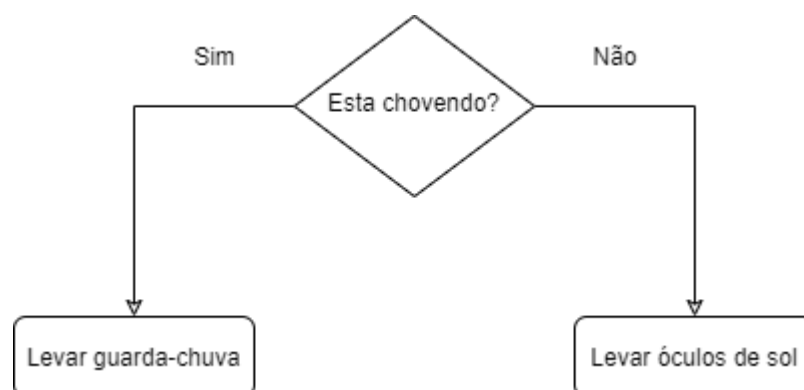 Sim
Não
Esta chovendo?
Levar guarda-chuva
Levar óculos de sol